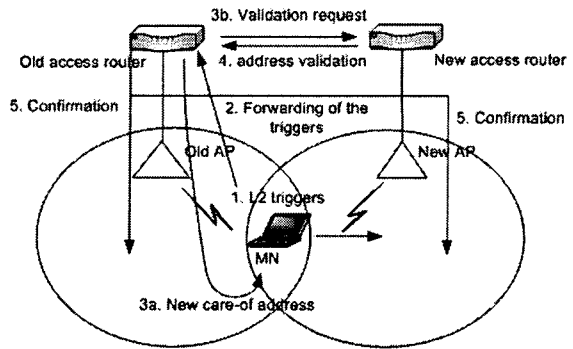 3b. Validation request
Old access router
4. address validation
New access router
5. Confirmation
2. Forwarding of the
triggers
5. Confirmation
Old AP
New AP
1. L2 triggers
MN
3a. New care-of address